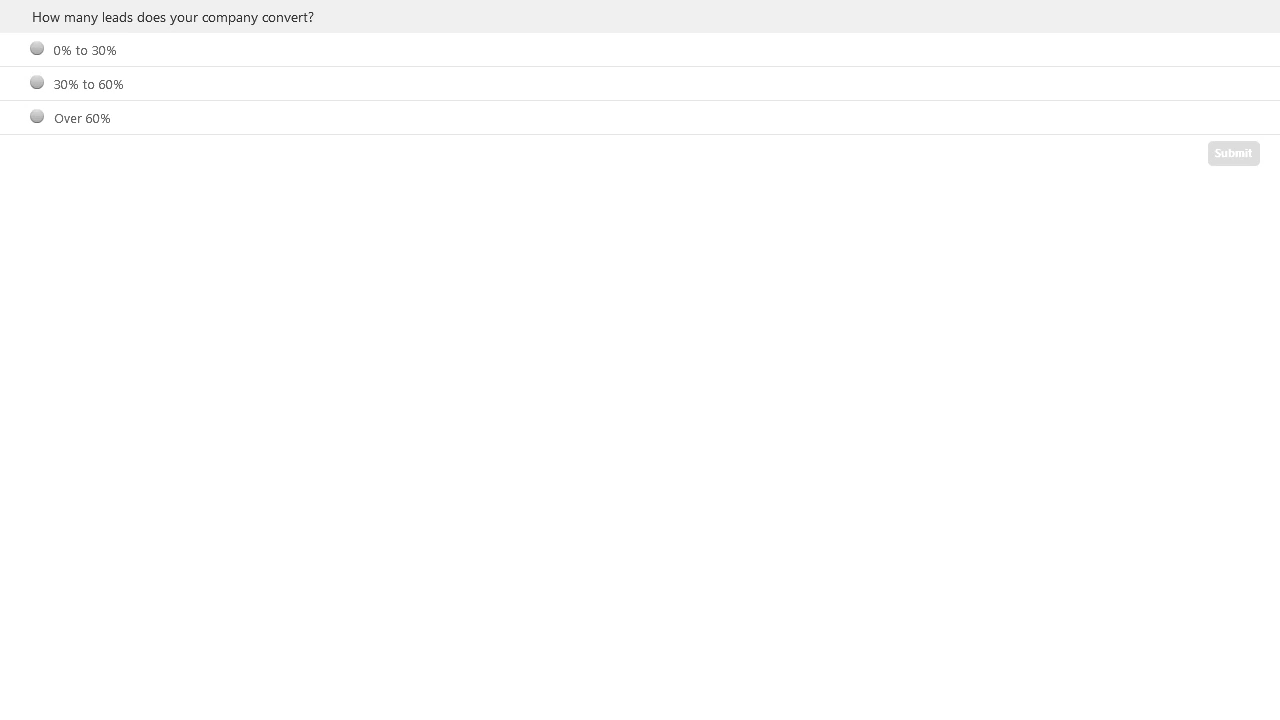 How many leads does your company convert?
0% to 30%
30% to 60%
Over 60%
Submit